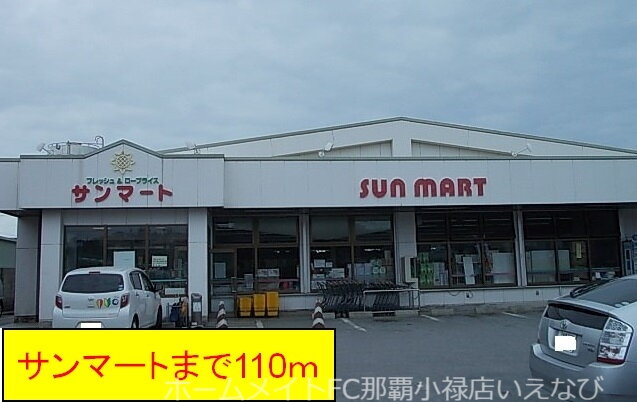 フレッシュ & ロープライス
サンマート
SUN MART
サンマートまで110m
ホームメイトFC那覇小禄店いえなび